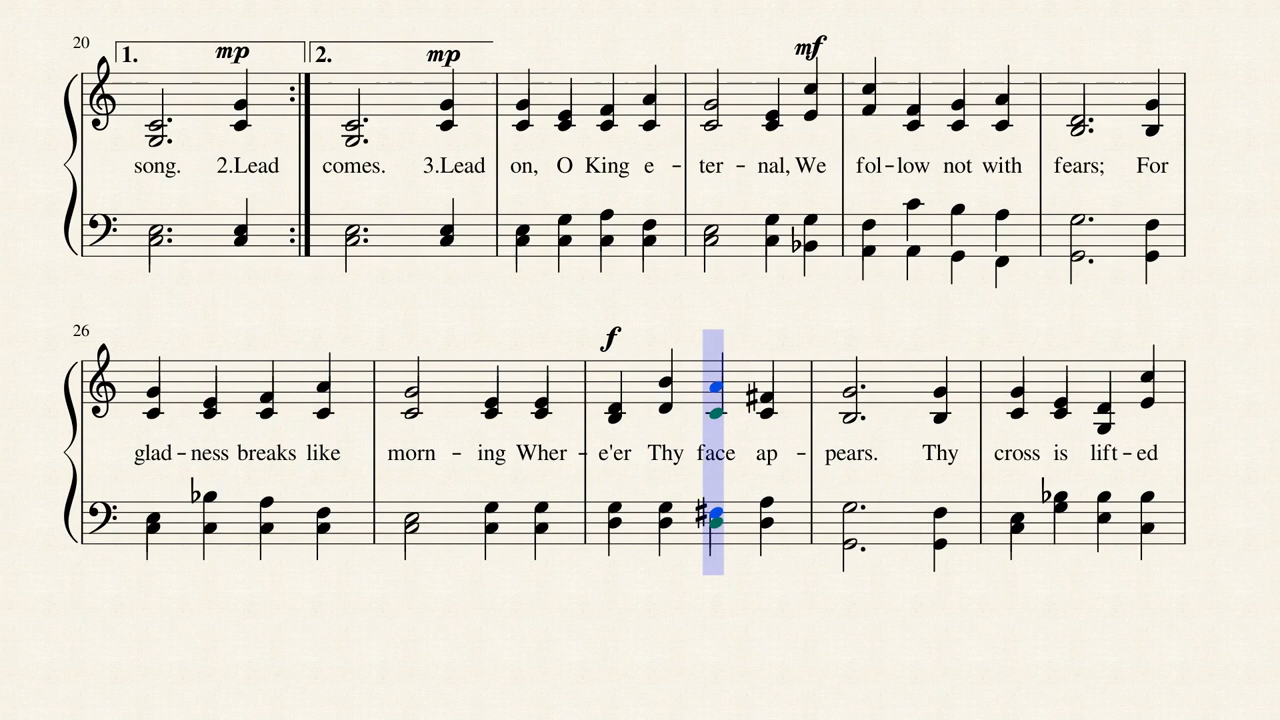 20 1. mp 2. mp mf
song. 2.Lead comes. 3.Lead on, O King e - ter - nal, We fol - low not with fears; For
26 f
glad - ness breaks like morn - ing Wher - e'er Thy face ap - pears. Thy cross is lift - ed